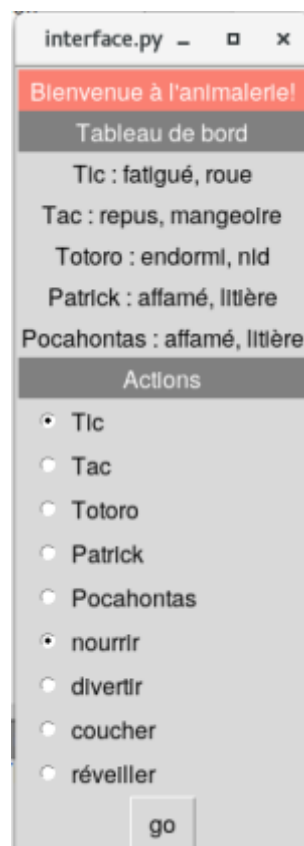 interface.py
Bienvenue à l'animalerie!
Tableau de bord
Tic : fatigué, roue
Tac : repus, mangeoire
Totoro : endormi, nid
Patrick : affamé, litière
Pocahontas : affamé, litière
Actions
Tic
Tac
Totoro
Patrick
Pocahontas
nourrir
divertir
coucher
réveiller
go